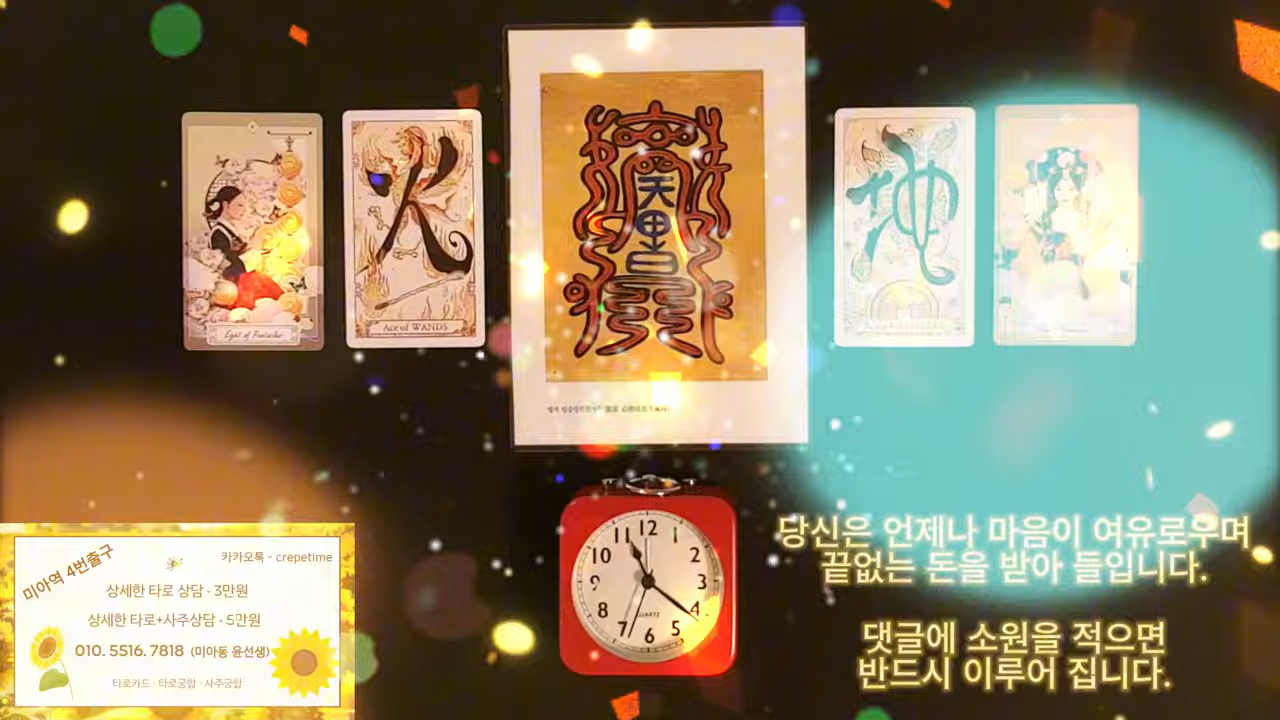 火
Ace of WANDS
Eight of Pentacles
天
地
12
11
1
10
2
9
3
8
4
7
5
6
QUARTZ
미아역 4번출구
카카오톡 - crepetime
상세한 타로 상담 - 3만원
상세한 타로+사주상담 - 5만원
010. 5516. 7818 (미아동 윤선생)
타로카드 · 타로궁합 · 사주궁합
당신은 언제나 마음이 여유로우며
끝없는 돈을 받아 들입니다.
댓글에 소원을 적으면
반드시 이루어 집니다.